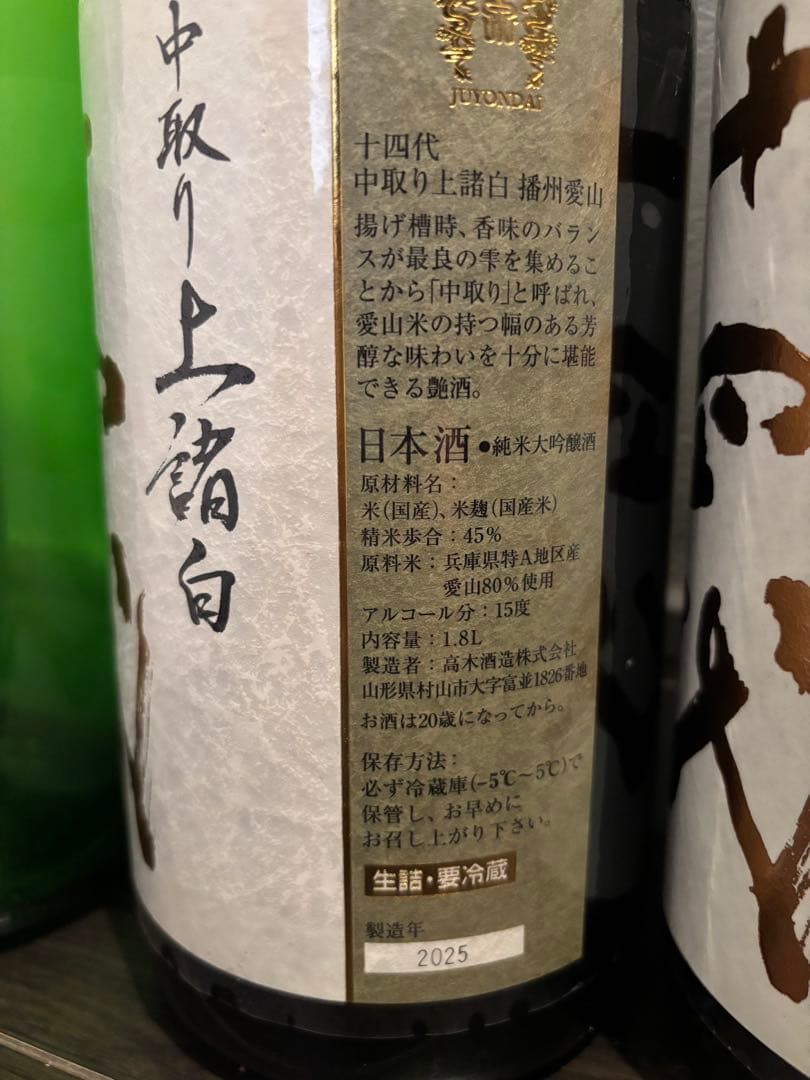 中取り上諸白
JUYONDAI
十四代
中取り上諸白 播州愛山
揚げ槽時、香味のバラン
スが最良の雫を集めるこ
とから「中取り」と呼ばれ、
愛山米の持つ幅のある芳
醇な味わいを十分に堪能
できる艶酒。
日本酒 ●純米大吟醸酒
原材料名：
米(国産)、米麹(国産米)
精米歩合：45%
原料米：兵庫県特A地区産
愛山80%使用
アルコール分：15度
内容量：1.8L
製造者：高木酒造株式会社
山形県村山市大字富並1826番地
お酒は20歳になってから。
保存方法：
必ず冷蔵庫(−5℃〜5℃)で
保管し、お早めに
お召し上がり下さい。
生詰・要冷蔵
製造年
2025